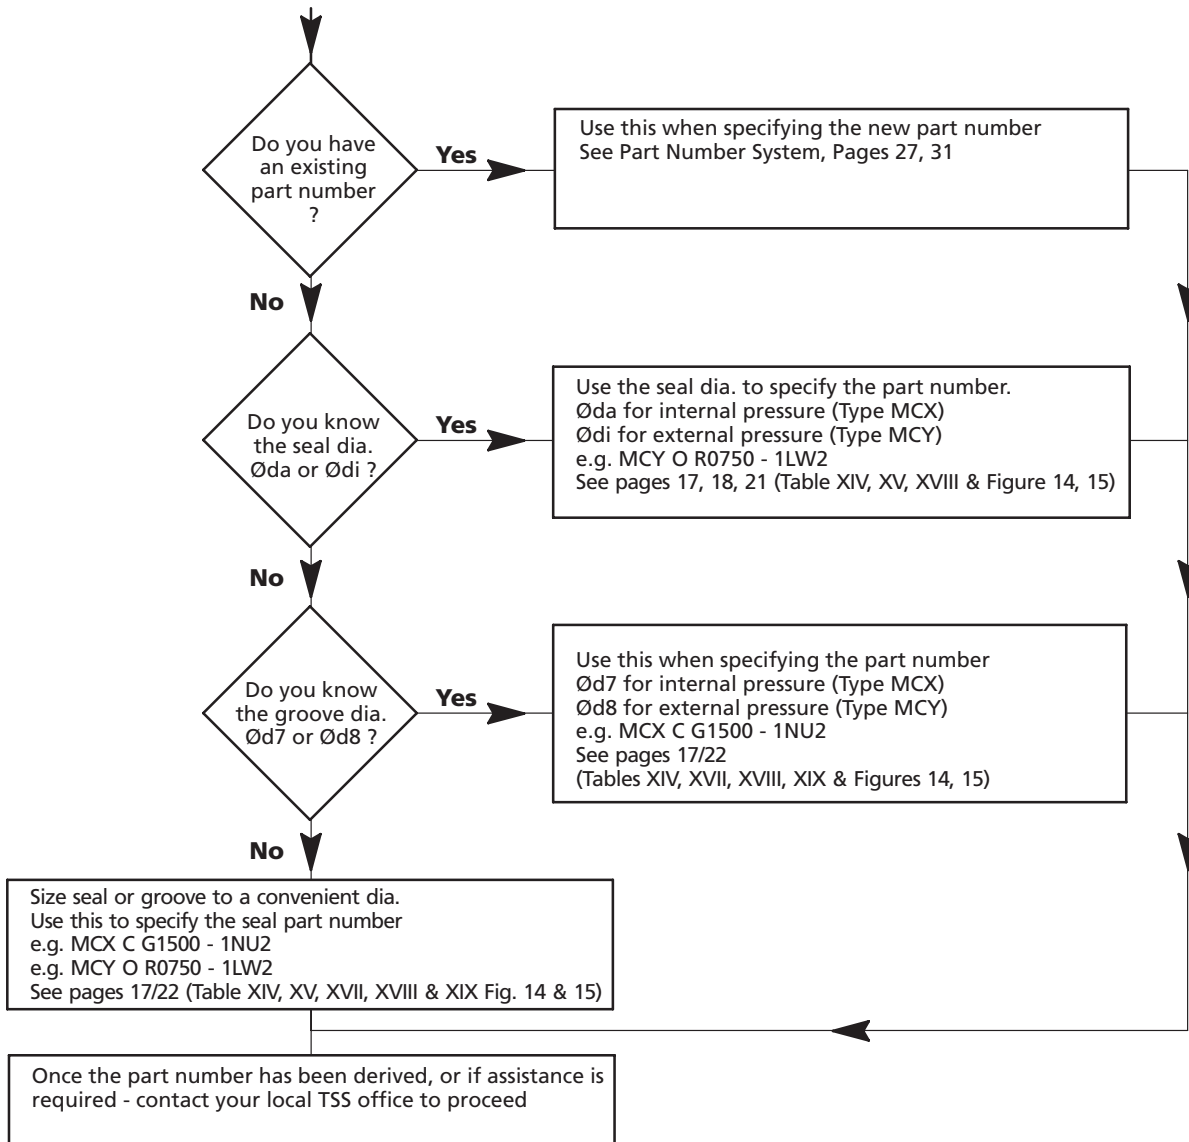 Do you have
an existing
part number
?
Yes
Use this when specifying the new part number
See Part Number System, Pages 27, 31
No
Do you know
the seal dia.
Øda or Ødi ?
Yes
Use the seal dia. to specify the part number.
Øda for internal pressure (Type MCX)
Ødi for external pressure (Type MCY)
e.g. MCY O R0750 - 1LW2
See pages 17, 18, 21 (Table XIV, XV, XVIII & Figure 14, 15)
No
Do you know
the groove dia.
Ød7 or Ød8 ?
Yes
Use this when specifying the part number
Ød7 for internal pressure (Type MCX)
Ød8 for external pressure (Type MCY)
e.g. MCX C G1500 - 1NU2
See pages 17/22
(Tables XIV, XVII, XVIII, XIX & Figures 14, 15)
No
Size seal or groove to a convenient dia.
Use this to specify the seal part number
e.g. MCX C G1500 - 1NU2
e.g. MCY O R0750 - 1LW2
See pages 17/22 (Table XIV, XV, XVII, XVIII & XIX Fig. 14 & 15)
Once the part number has been derived, or if assistance is
required - contact your local TSS office to proceed